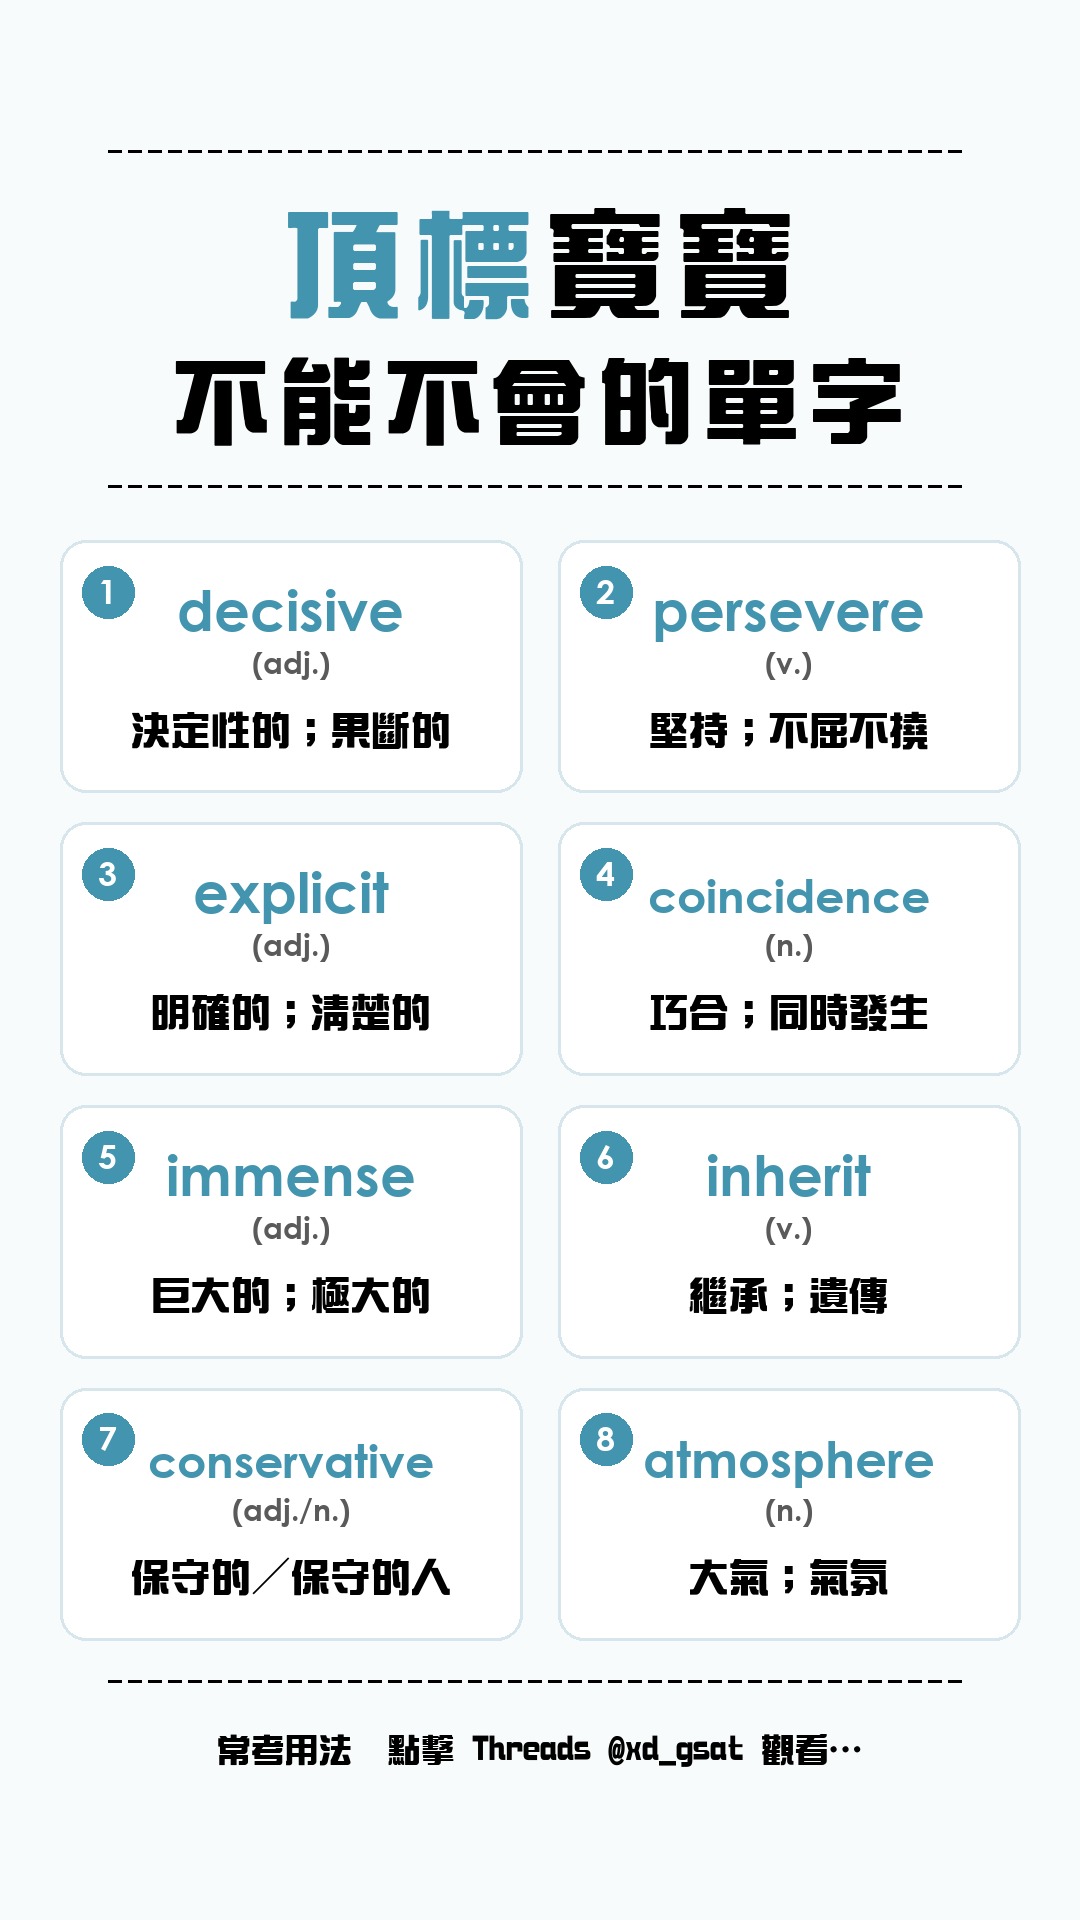 頂標寶寶
不能不會的單字
1
decisive
(adj.)
決定性的；果斷的
2
persevere
(v.)
堅持；不屈不撓
3
explicit
(adj.)
明確的；清楚的
4
coincidence
(n.)
巧合；同時發生
5
immense
(adj.)
巨大的；極大的
6
inherit
(v.)
繼承；遺傳
7
conservative
(adj./n.)
保守的／保守的人
8
atmosphere
(n.)
大氣；氣氛
常考用法　點擊 Threads @xd_gsat 觀看…